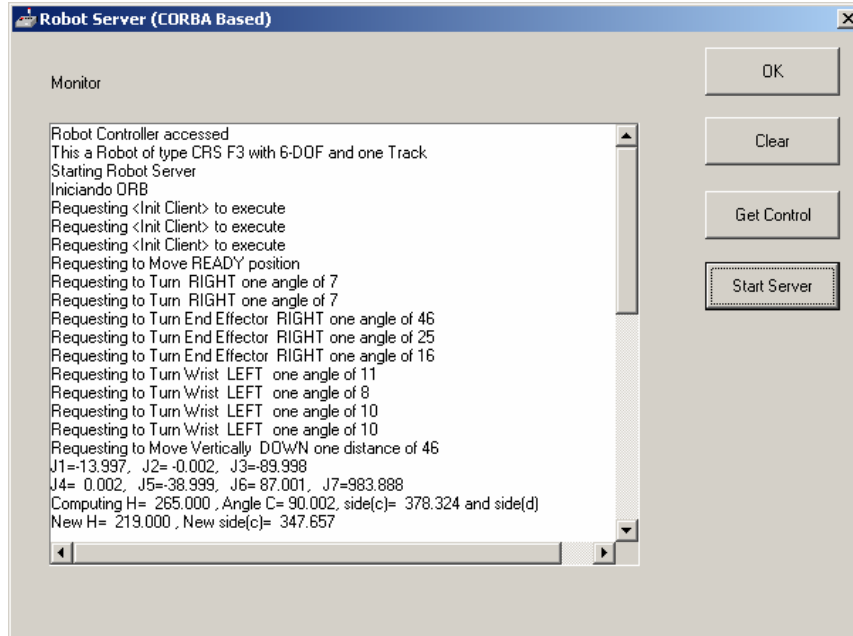 Robot Server (CORBA Based)
Monitor
Robot Controller accessed
This a Robot of type CRS F3 with 6-DOF and one Track
Starting Robot Server
Iniciando ORB
Requesting <Init Client> to execute
Requesting <Init Client> to execute
Requesting <Init Client> to execute
Requesting to Move READY position
Requesting to Turn  RIGHT one angle of 7
Requesting to Turn  RIGHT one angle of 7
Requesting to Turn End Effector  RIGHT one angle of 46
Requesting to Turn End Effector  RIGHT one angle of 25
Requesting to Turn End Effector  RIGHT one angle of 16
Requesting to Turn Wrist  LEFT  one angle of 11
Requesting to Turn Wrist  LEFT  one angle of 8
Requesting to Turn Wrist  LEFT  one angle of 10
Requesting to Turn Wrist  LEFT  one angle of 10
Requesting to Move Vertically  DOWN one distance of 46
J1=-13.997,  J2= -0.002,  J3=-89.998
J4=  0.002,  J5=-38.999,  J6= 87.001,  J7=983.888
Computing H=  265.000 , Angle C= 90.002, side(c)=  378.324 and side(d)
New H=  219.000 , New side(c)=  347.657
OK
Clear
Get Control
Start Server